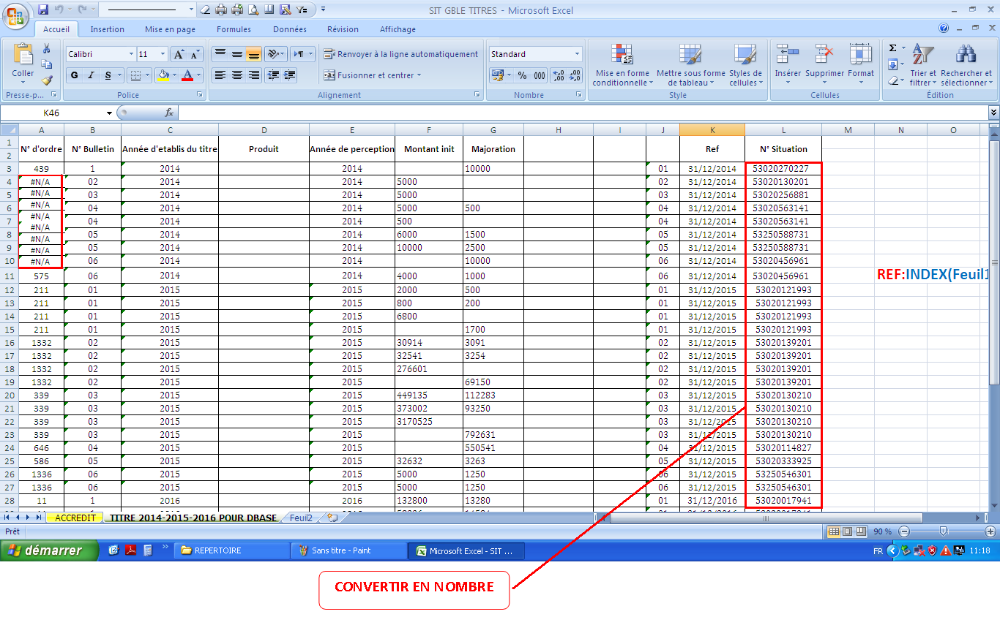 SIT GBLE TITRES - Microsoft Excel
Accueil Insertion Mise en page Formules Données Révision Affichage
Coller
Calibri 11
Renvoyer à la ligne automatiquement
Standard
G I S
Fusionner et centrer
% 000
Mise en forme conditionnelle
Mettre sous forme de tableau
Styles de cellules
Insérer Supprimer Format
Trier et filtrer
Rechercher et sélectionner
Presse-p... Police Alignement Nombre Style Cellules Édition
K46 fx
A B C D E F G H I J K L M N O
1 2 N° d'ordre N° Bulletin Année d'etablis du titre Produit Année de perception Montant init Majoration Ref N° Situation
3 439 1 2014 2014 10000 01 31/12/2014 53020270227
4 #N/A 02 2014 2014 5000 02 31/12/2014 53020130201
5 #N/A 03 2014 2014 5000 03 31/12/2014 53020256881
6 #N/A 04 2014 2014 5000 500 04 31/12/2014 53020563141
7 #N/A 04 2014 2014 500 04 31/12/2014 53020563141
#N/A
8 #N/A 05 2014 2014 6000 1500 05 31/12/2014 53250588731
9 #N/A 05 2014 2014 10000 2500 05 31/12/2014 53250588731
10 #N/A 06 2014 2014 10000 06 31/12/2014 53020456961
11 575 06 2014 2014 4000 1000 06 31/12/2014 53020456961
REF:INDEX(Feuil1
12 211 01 2015 2015 2000 500 01 31/12/2015 53020121993
13 211 01 2015 2015 800 200 01 31/12/2015 53020121993
14 211 01 2015 2015 6800 01 31/12/2015 53020121993
15 211 01 2015 2015 1700 01 31/12/2015 53020121993
16 1332 02 2015 2015 30914 3091 02 31/12/2015 53020139201
17 1332 02 2015 2015 32541 3254 02 31/12/2015 53020139201
18 1332 02 2015 2015 276601 02 31/12/2015 53020139201
19 1332 02 2015 2015 69150 02 31/12/2015 53020139201
20 339 03 2015 2015 449135 112283 03 31/12/2015 53020130210
21 339 03 2015 2015 373002 93250 03 31/12/2015 53020130210
22 339 03 2015 2015 3170525 03 31/12/2015 53020130210
23 339 03 2015 2015 792631 03 31/12/2015 53020130210
24 646 04 2015 2015 550541 04 31/12/2015 53020114827
25 586 05 2015 2015 32632 3263 05 31/12/2015 53020333925
26 1336 06 2015 2015 5000 1250 06 31/12/2015 53250546301
27 1336 06 2015 2015 5000 1250 06 31/12/2015 53250546301
28 11 1 2016 2016 132800 13280 01 31/12/2016 53020017941
ACCREDIT TITRE 2014-2015-2016 POUR DBASE Feuil2
Prêt 90 %
démarrer REPERTOIRE Sans titre - Paint Microsoft Excel - SIT ... FR 11:18
CONVERTIR EN NOMBRE